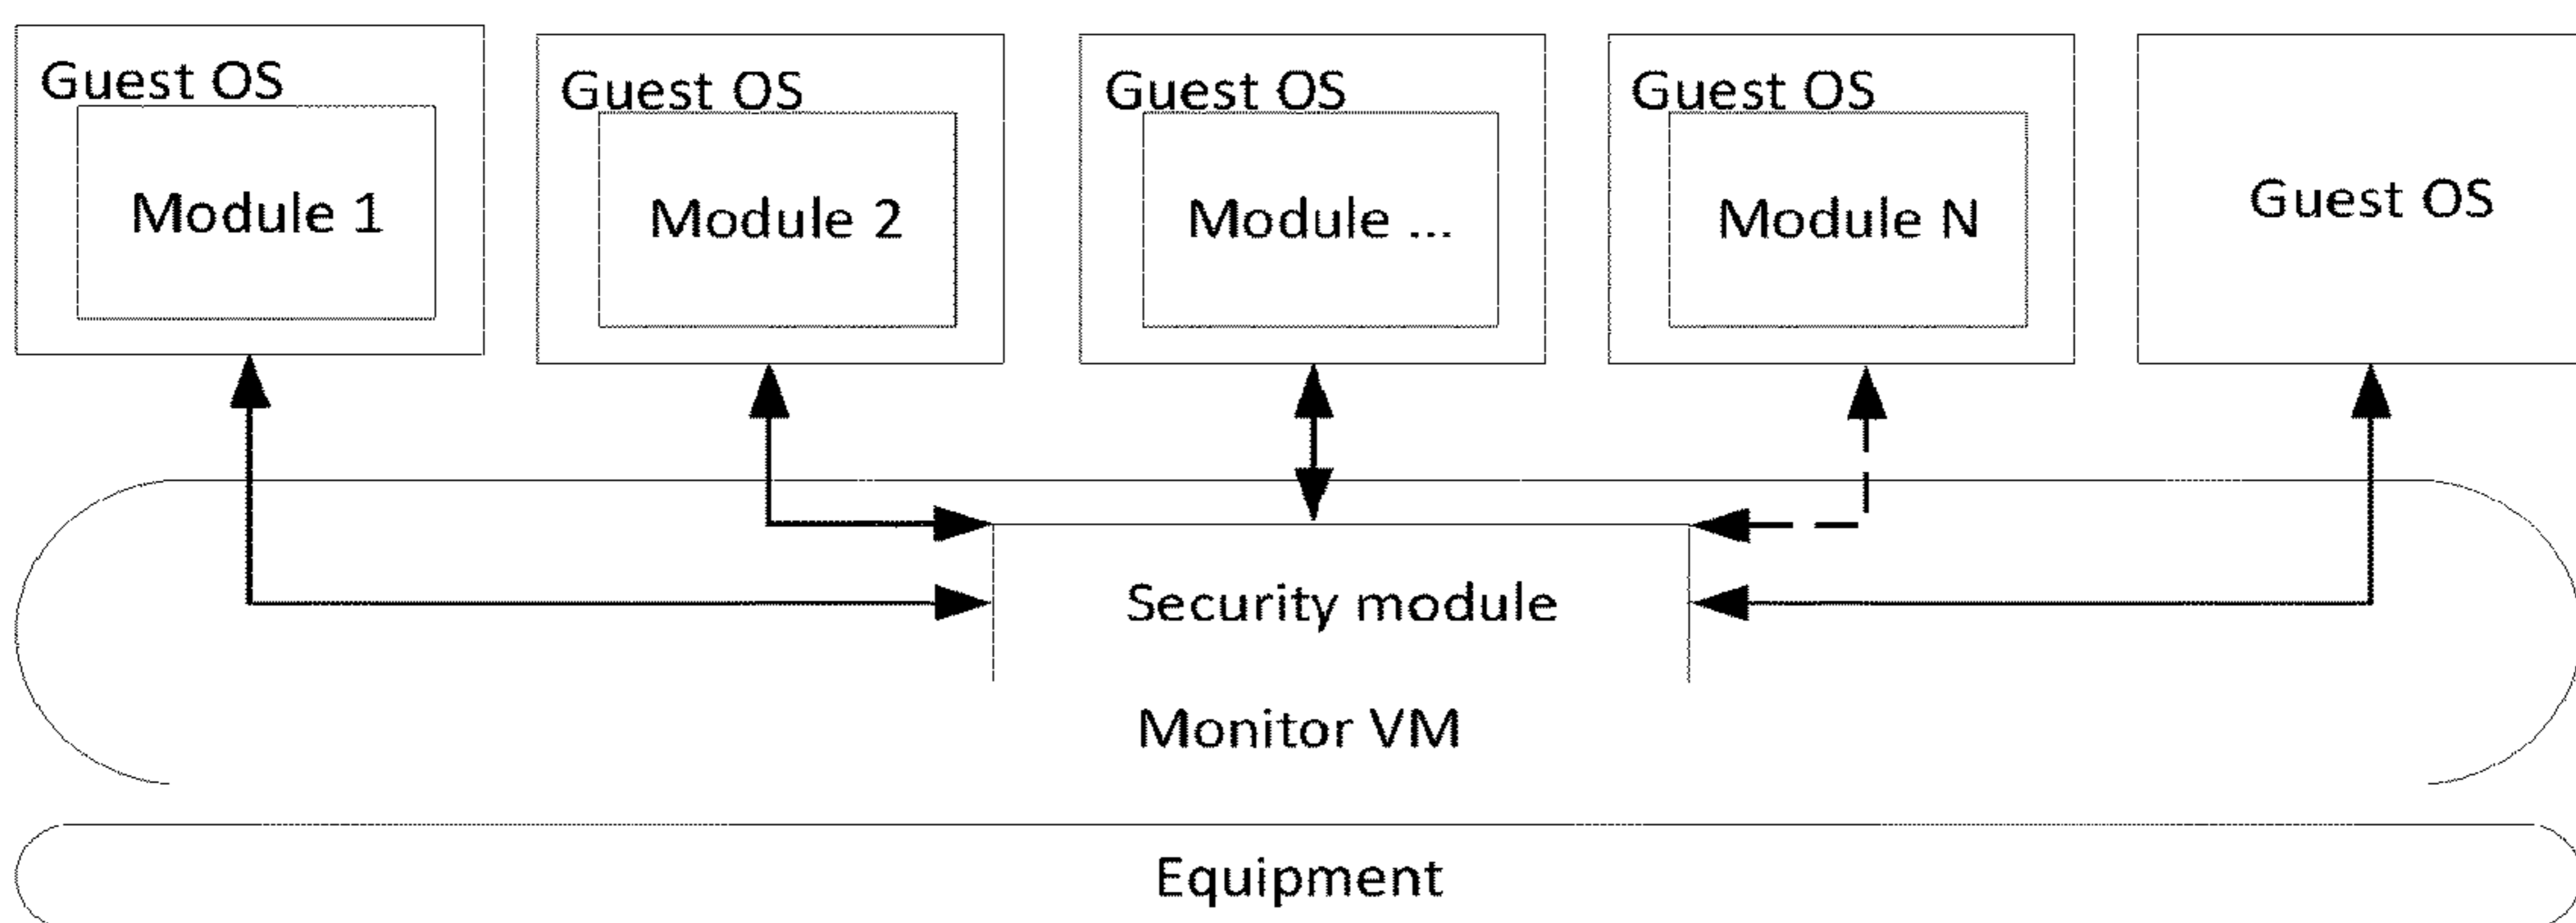 Guest OS
Module 1
Guest OS
Module 2
Guest OS
Module ...
Guest OS
Module N
Guest OS
Security module
Monitor VM
Equipment